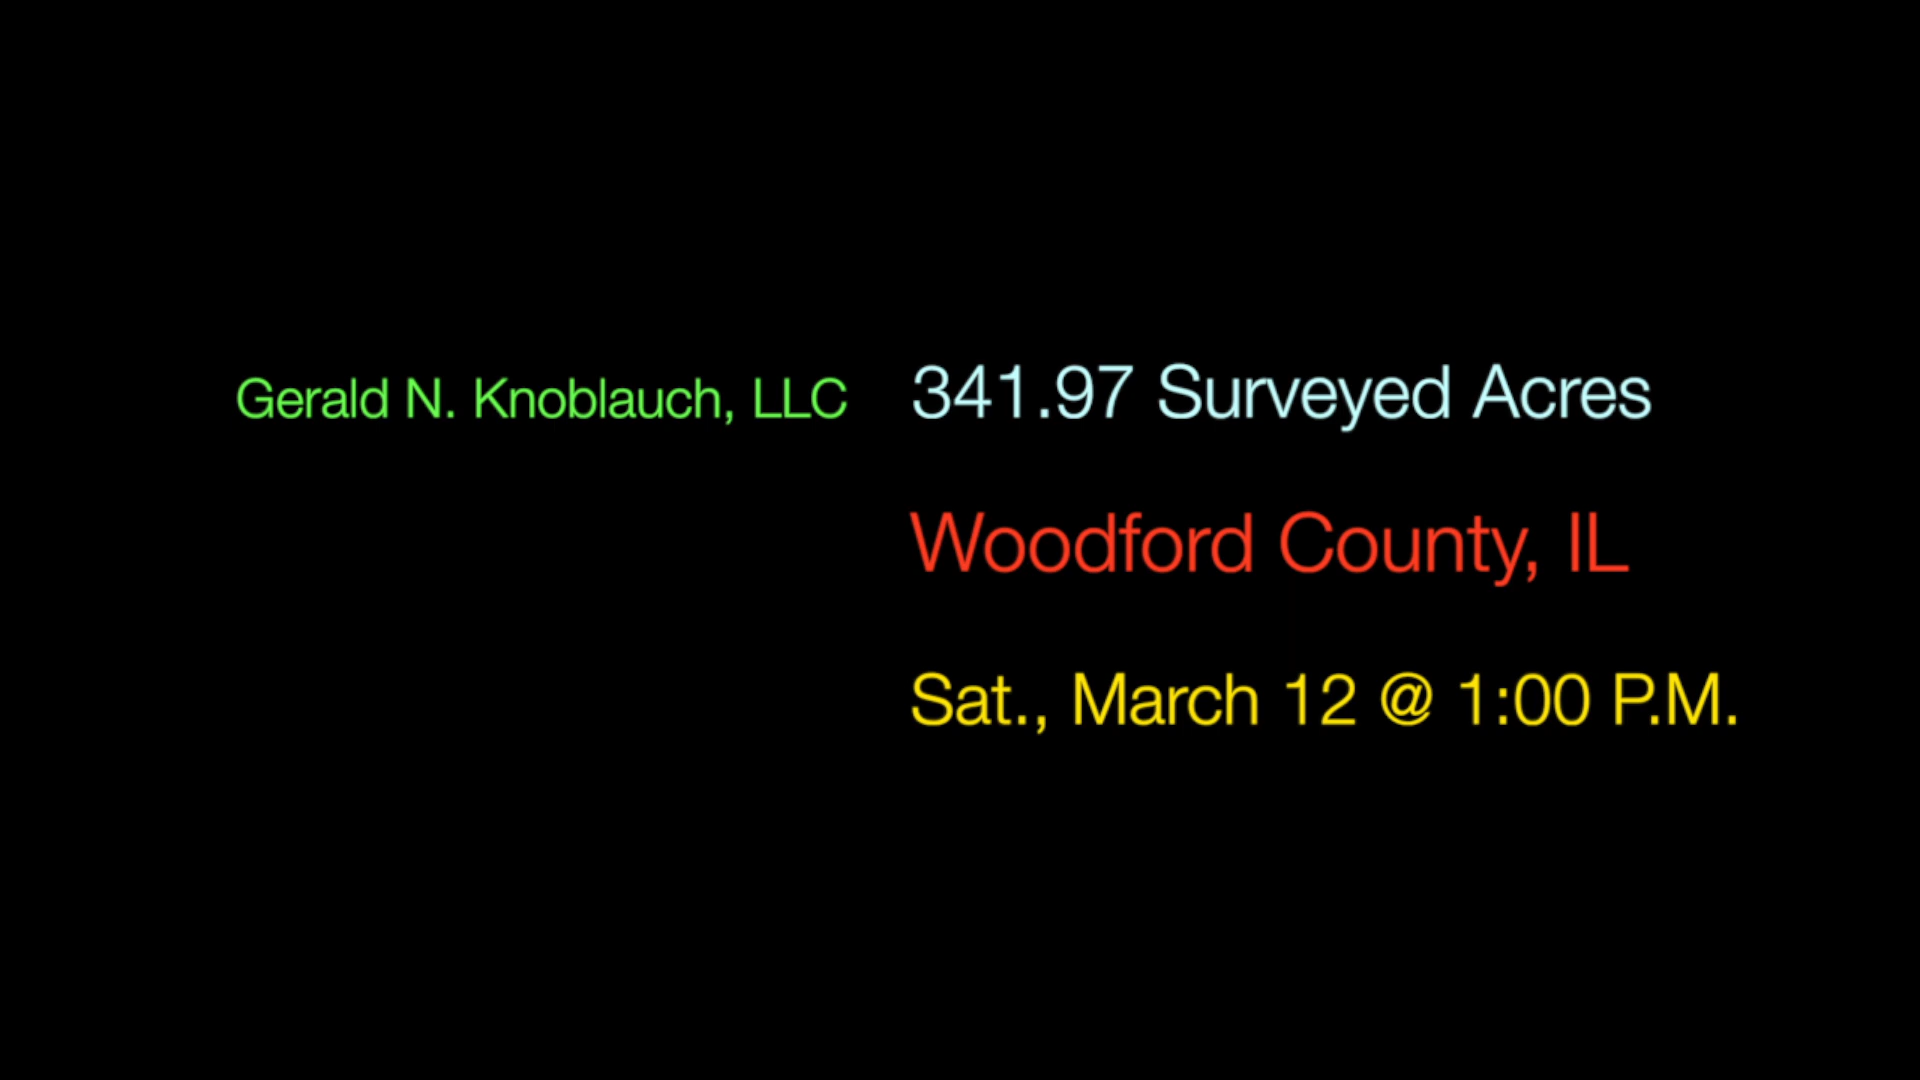 Gerald N. Knoblauch, LLC
341.97 Surveyed Acres
Woodford County, IL
Sat., March 12 @ 1:00 P.M.